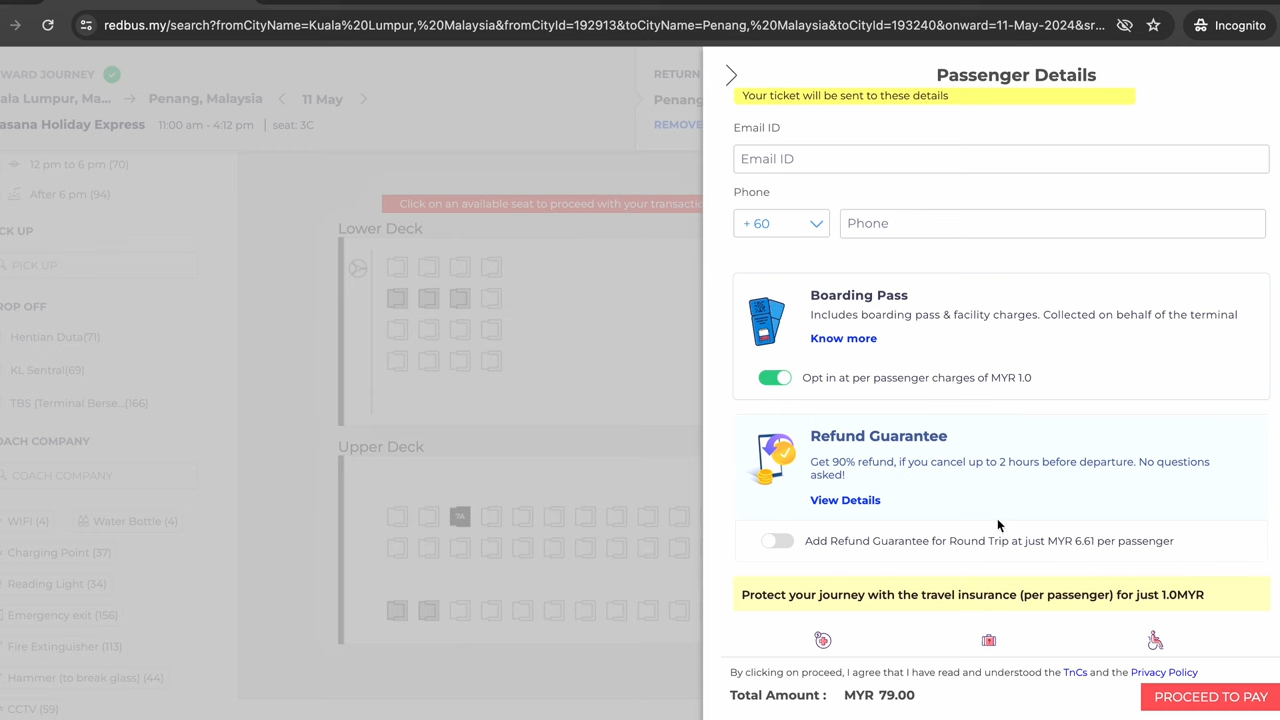 redbus.my/search?fromCityName=Kuala%20Lumpur,%20Malaysia&fromCityId=192913&toCityName=Penang,%20Malaysia&toCityId=193240&onward=11-May-2024&sr...
Incognito
WARD JOURNEY
RETURN
ala Lumpur, Ma... → Penang, Malaysia < 11 May >
Penang
asana Holiday Express 11:00 am - 4:12 pm | seat: 3C
REMOVE
12 pm to 6 pm (70)
After 6 pm (94)
CK UP
PICK UP
ROP OFF
Hentian Duta(71)
KL Sentral(69)
TBS (Terminal Berse...(166)
OACH COMPANY
COACH COMPANY
WIFI (4)
Water Bottle (4)
Charging Point (37)
Reading Light (34)
Emergency exit (156)
Fire Extinguisher (113)
Hammer (to break glass) (44)
CCTV (59)
Click on an available seat to proceed with your transactio
Lower Deck
Upper Deck
7A
Passenger Details
Your ticket will be sent to these details
Email ID
Email ID
Phone
+ 60
Phone
Boarding Pass
Includes boarding pass & facility charges. Collected on behalf of the terminal
Know more
Opt in at per passenger charges of MYR 1.0
Refund Guarantee
Get 90% refund, if you cancel up to 2 hours before departure. No questions
asked!
View Details
Add Refund Guarantee for Round Trip at just MYR 6.61 per passenger
Protect your journey with the travel insurance (per passenger) for just 1.0MYR
By clicking on proceed, I agree that I have read and understood the TnCs and the Privacy Policy
Total Amount : MYR 79.00
PROCEED TO PAY